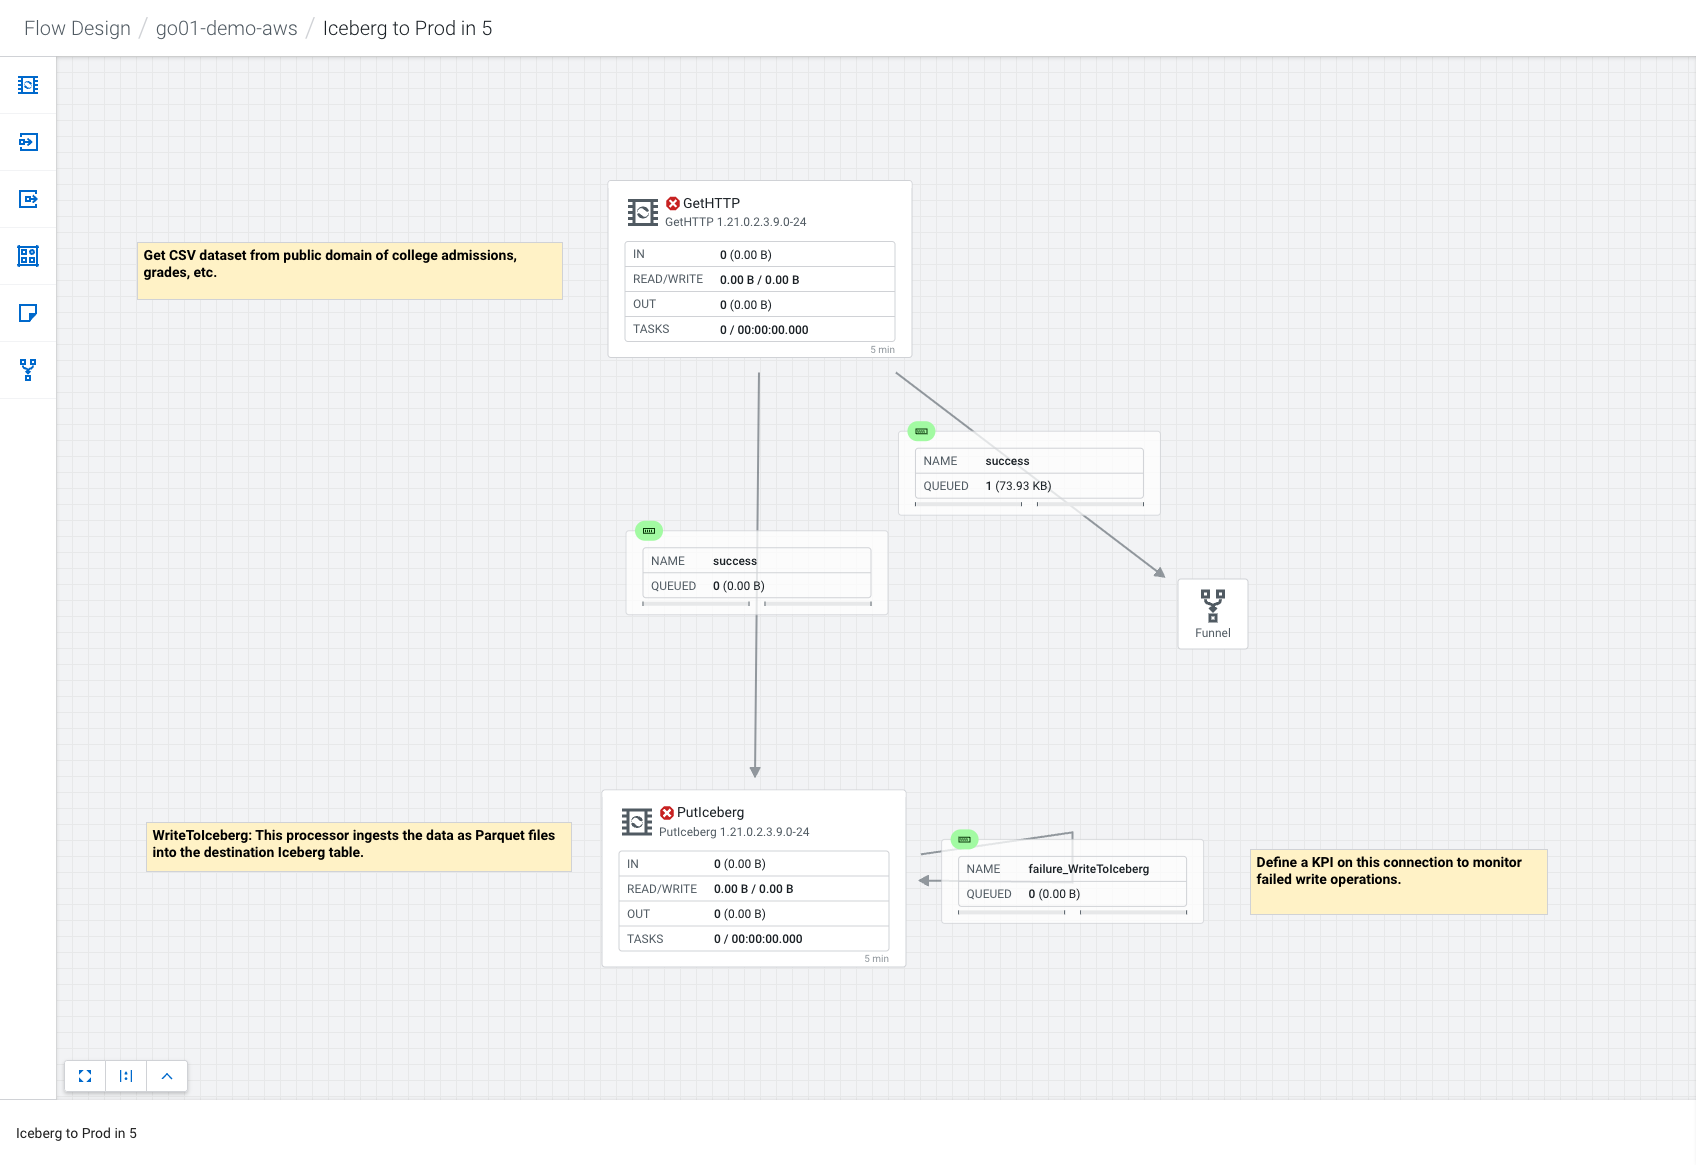 Flow Design / go01-demo-aws / Iceberg to Prod in 5
GetHTTP
GetHTTP 1.21.0.2.3.9.0-24
IN 0 (0.00 B)
READ/WRITE 0.00 B / 0.00 B
OUT 0 (0.00 B)
TASKS 0 / 00:00:00.000
5 min
Get CSV dataset from public domain of college admissions,
grades, etc.
NAME success
QUEUED 1 (73.93 KB)
NAME success
QUEUED 0 (0.00 B)
Funnel
PutIceberg
PutIceberg 1.21.0.2.3.9.0-24
IN 0 (0.00 B)
READ/WRITE 0.00 B / 0.00 B
OUT 0 (0.00 B)
TASKS 0 / 00:00:00.000
5 min
WriteToIceberg: This processor ingests the data as Parquet files
into the destination Iceberg table.
NAME failure_WriteToIceberg
QUEUED 0 (0.00 B)
Define a KPI on this connection to monitor
failed write operations.
Iceberg to Prod in 5